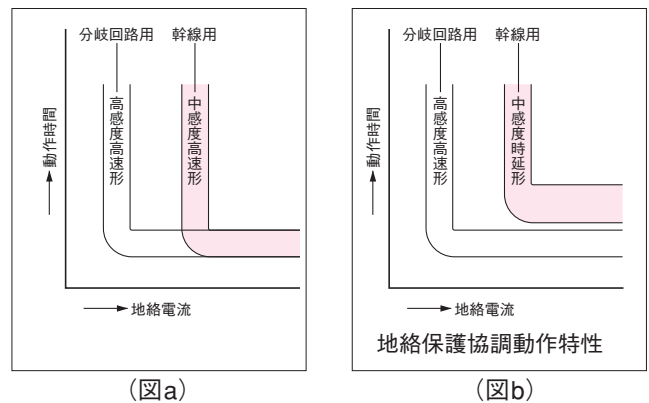 分岐回路用 幹線用
高感度高速形
中感度高速形
動作時間
地絡電流
(図a)
分岐回路用 幹線用
高感度高速形
中感度時延形
動作時間
地絡電流
地絡保護協調動作特性
(図b)